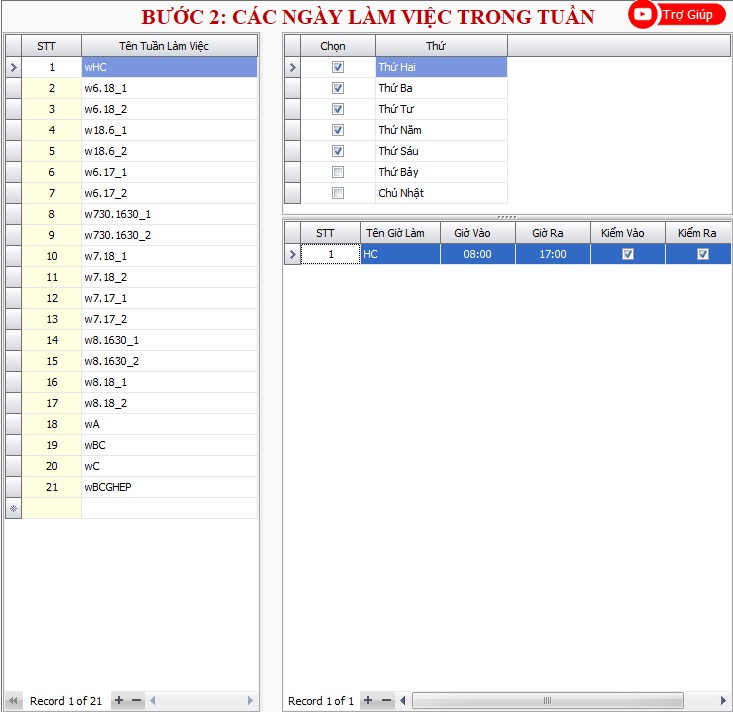 BƯỚC 2: CÁC NGÀY LÀM VIỆC TRONG TUẦN
Trợ Giúp
STT Tên Tuần Làm Việc
1 wHC
2 w6.18_1
3 w6.18_2
4 w18.6_1
5 w18.6_2
6 w6.17_1
7 w6.17_2
8 w730.1630_1
9 w730.1630_2
10 w7.18_1
11 w7.18_2
12 w7.17_1
13 w7.17_2
14 w8.1630_1
15 w8.1630_2
16 w8.18_1
17 w8.18_2
18 wA
19 wBC
20 wC
21 wBCGHEP
Record 1 of 21
Chọn Thứ
Thứ Hai
Thứ Ba
Thứ Tư
Thứ Năm
Thứ Sáu
Thứ Bảy
Chủ Nhật
STT Tên Giờ Làm Giờ Vào Giờ Ra Kiểm Vào Kiểm Ra
1 HC 08:00 17:00
Record 1 of 1